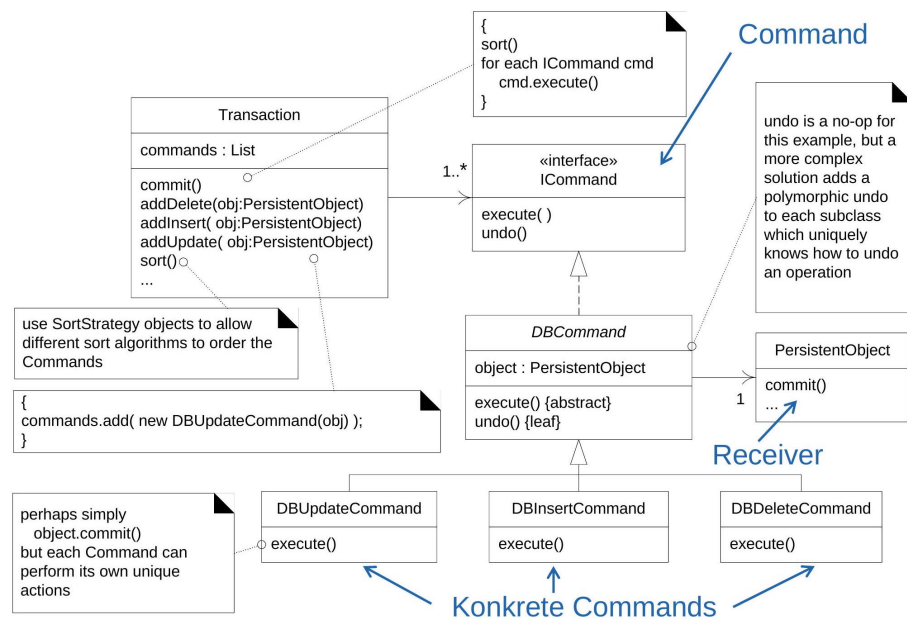 {
sort()
for each ICommand cmd
cmd.execute()
}
Command
Transaction
commands : List
commit()
addDelete(obj:PersistentObject)
addInsert( obj:PersistentObject)
addUpdate( obj:PersistentObject)
sort()
...
1..*
«interface»
ICommand
execute( )
undo()
undo is a no-op for
this example, but a
more complex
solution adds a
polymorphic undo
to each subclass
which uniquely
knows how to undo
an operation
use SortStrategy objects to allow
different sort algorithms to order the
Commands
{
commands.add( new DBUpdateCommand(obj) );
}
DBCommand
object : PersistentObject
execute() {abstract}
undo() {leaf}
1
PersistentObject
commit()
...
Receiver
perhaps simply
object.commit()
but each Command can
perform its own unique
actions
DBUpdateCommand
execute()
DBInsertCommand
execute()
DBDeleteCommand
execute()
Konkrete Commands